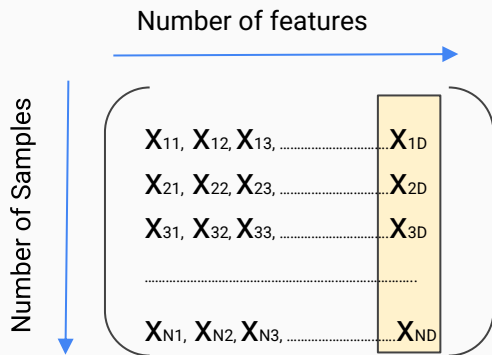 Number of features
Number of Samples
X11, X12, X13, ..............................X1D
X21, X22, X23, ..............................X2D
X31, X32, X33, ..............................X3D
..............................................................
XN1, XN2, XN3, ..............................XND